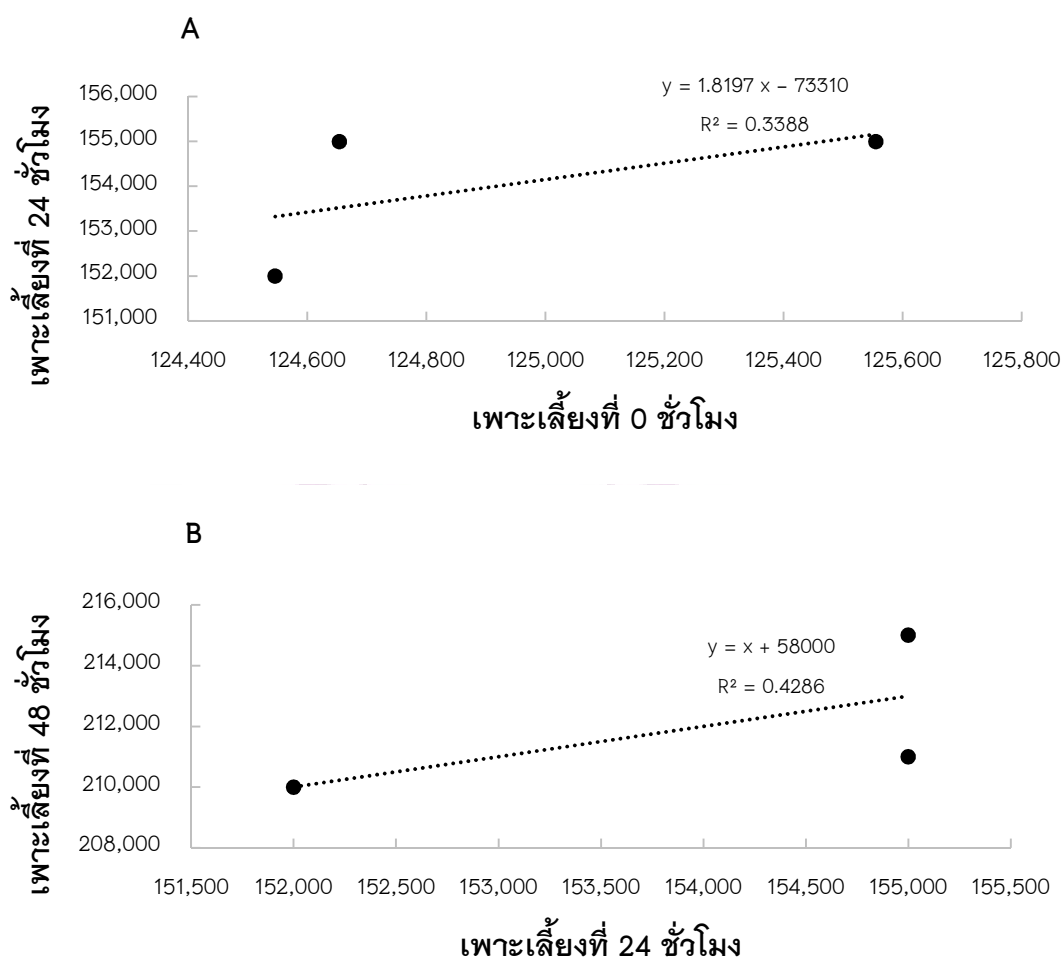 A
เพาะเลี้ยงที่ 24 ชั่วโมง
156,000
155,000
154,000
153,000
152,000
151,000
y = 1.8197 x – 73310
R² = 0.3388
124,400 124,600 124,800 125,000 125,200 125,400 125,600 125,800
เพาะเลี้ยงที่ 0 ชั่วโมง
B
เพาะเลี้ยงที่ 48 ชั่วโมง
216,000
214,000
212,000
210,000
208,000
y = x + 58000
R² = 0.4286
151,500 152,000 152,500 153,000 153,500 154,000 154,500 155,000 155,500
เพาะเลี้ยงที่ 24 ชั่วโมง